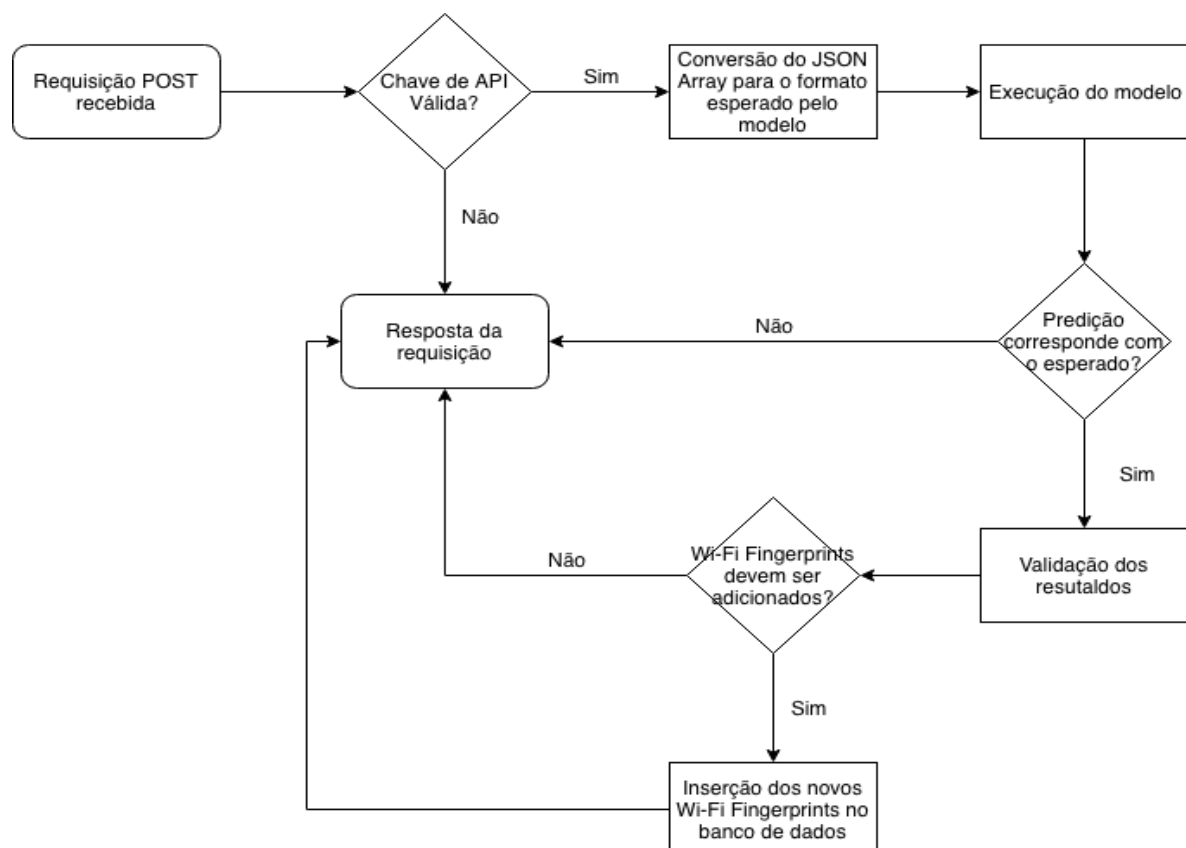 Requisição POST
recebida
Chave de API
Válida?
Sim
Conversão do JSON
Array para o formato
esperado pelo
modelo
Execução do modelo
Não
Resposta da
requisição
Não
Predição
corresponde com
o esperado?
Sim
Wi-Fi Fingerprints
devem ser
adicionados?
Não
Validação dos
resutaldos
Sim
Inserção dos novos
Wi-Fi Fingerprints no
banco de dados